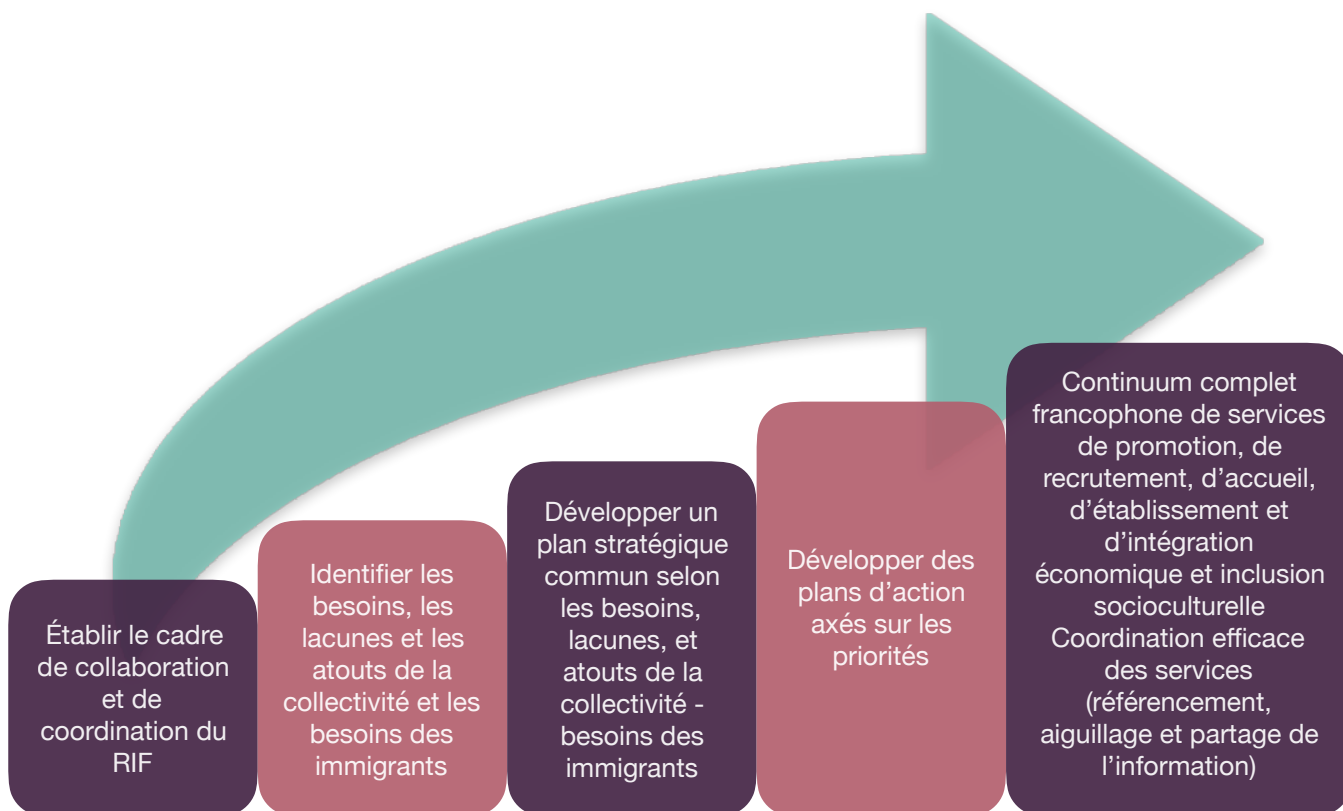 Établir le cadre
de collaboration
et de
coordination du
RIF
Identifier les
besoins, les
lacunes et les
atouts de la
collectivité et les
besoins des
immigrants
Développer un
plan stratégique
commun selon
les besoins,
lacunes, et
atouts de la
collectivité -
besoins des
immigrants
Développer des
plans d’action
axés sur les
priorités
Continuum complet
francophone de services
de promotion, de
recrutement, d’accueil,
d’établissement et
d’intégration
économique et inclusion
socioculturelle
Coordination efficace
des services
(référencement,
aiguillage et partage de
l’information)